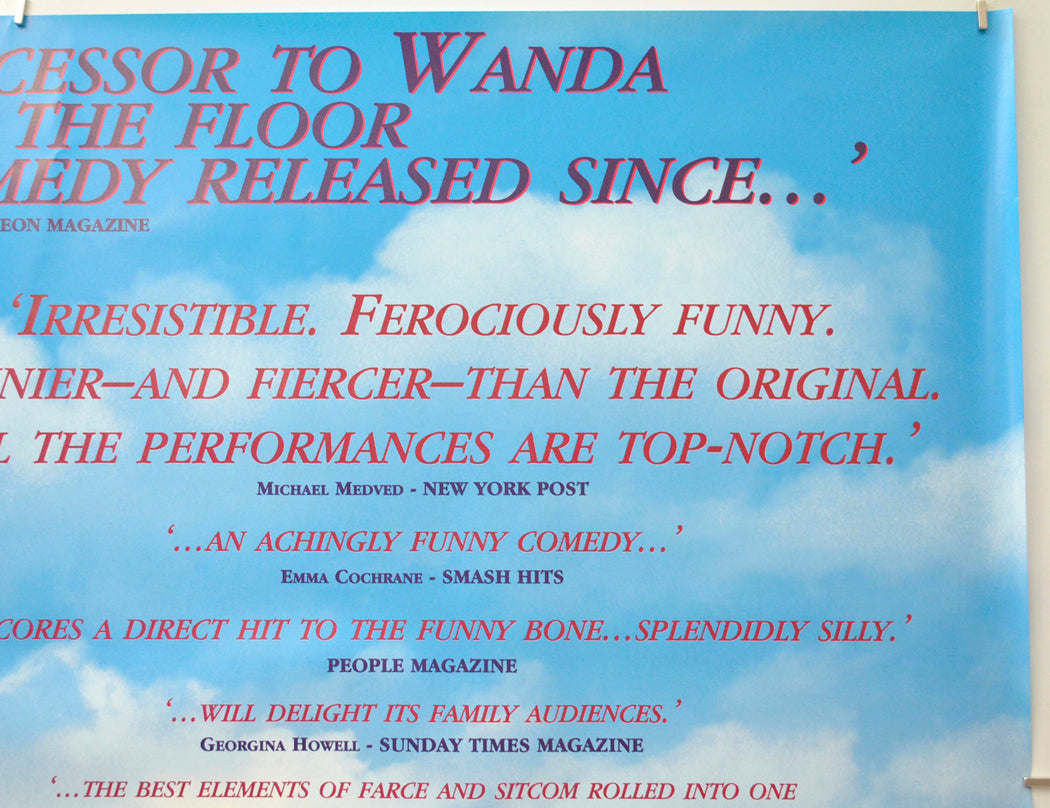 CESSOR TO WANDA
THE FLOOR
MEDY RELEASED SINCE...’
EON MAGAZINE
‘IRRESISTIBLE. FEROCIOUSLY FUNNY.
NIER—AND FIERCER—THAN THE ORIGINAL.
L THE PERFORMANCES ARE TOP-NOTCH.’
MICHAEL MEDVED - NEW YORK POST
‘...AN ACHINGLY FUNNY COMEDY...’
EMMA COCHRANE - SMASH HITS
CORES A DIRECT HIT TO THE FUNNY BONE...SPLENDIDLY SILLY.’
PEOPLE MAGAZINE
‘...WILL DELIGHT ITS FAMILY AUDIENCES.’
GEORGINA HOWELL - SUNDAY TIMES MAGAZINE
‘...THE BEST ELEMENTS OF FARCE AND SITCOM ROLLED INTO ONE